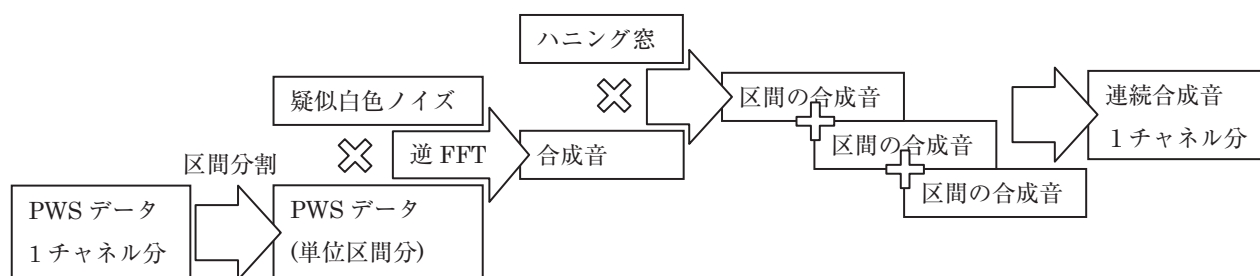 PWS データ
１チャネル分
区間分割
疑似白色ノイズ
PWS データ
(単位区間分)
逆 FFT
ハニング窓
合成音
区間の合成音
区間の合成音
区間の合成音
連続合成音
１チャネル分